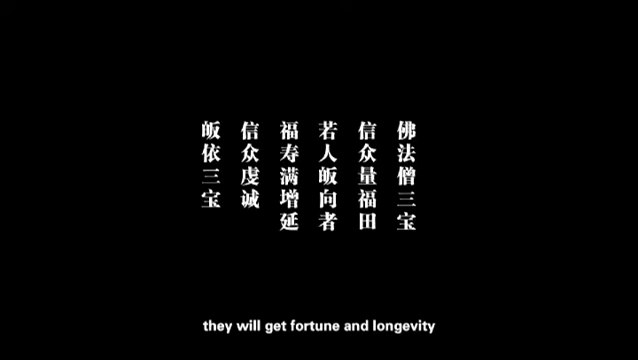 佛法僧三宝
信众量福田
若人皈向者
福寿满增延
信众虔诚
皈依三宝
they will get fortune and longevity